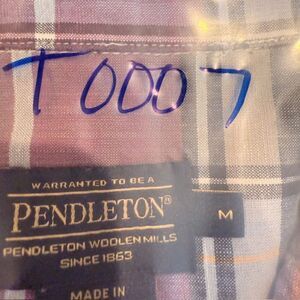 T0007
WARRANTED TO BE A
PENDLETON®
M
PENDLETON WOOLEN MILLS
SINCE 1863
MADE IN